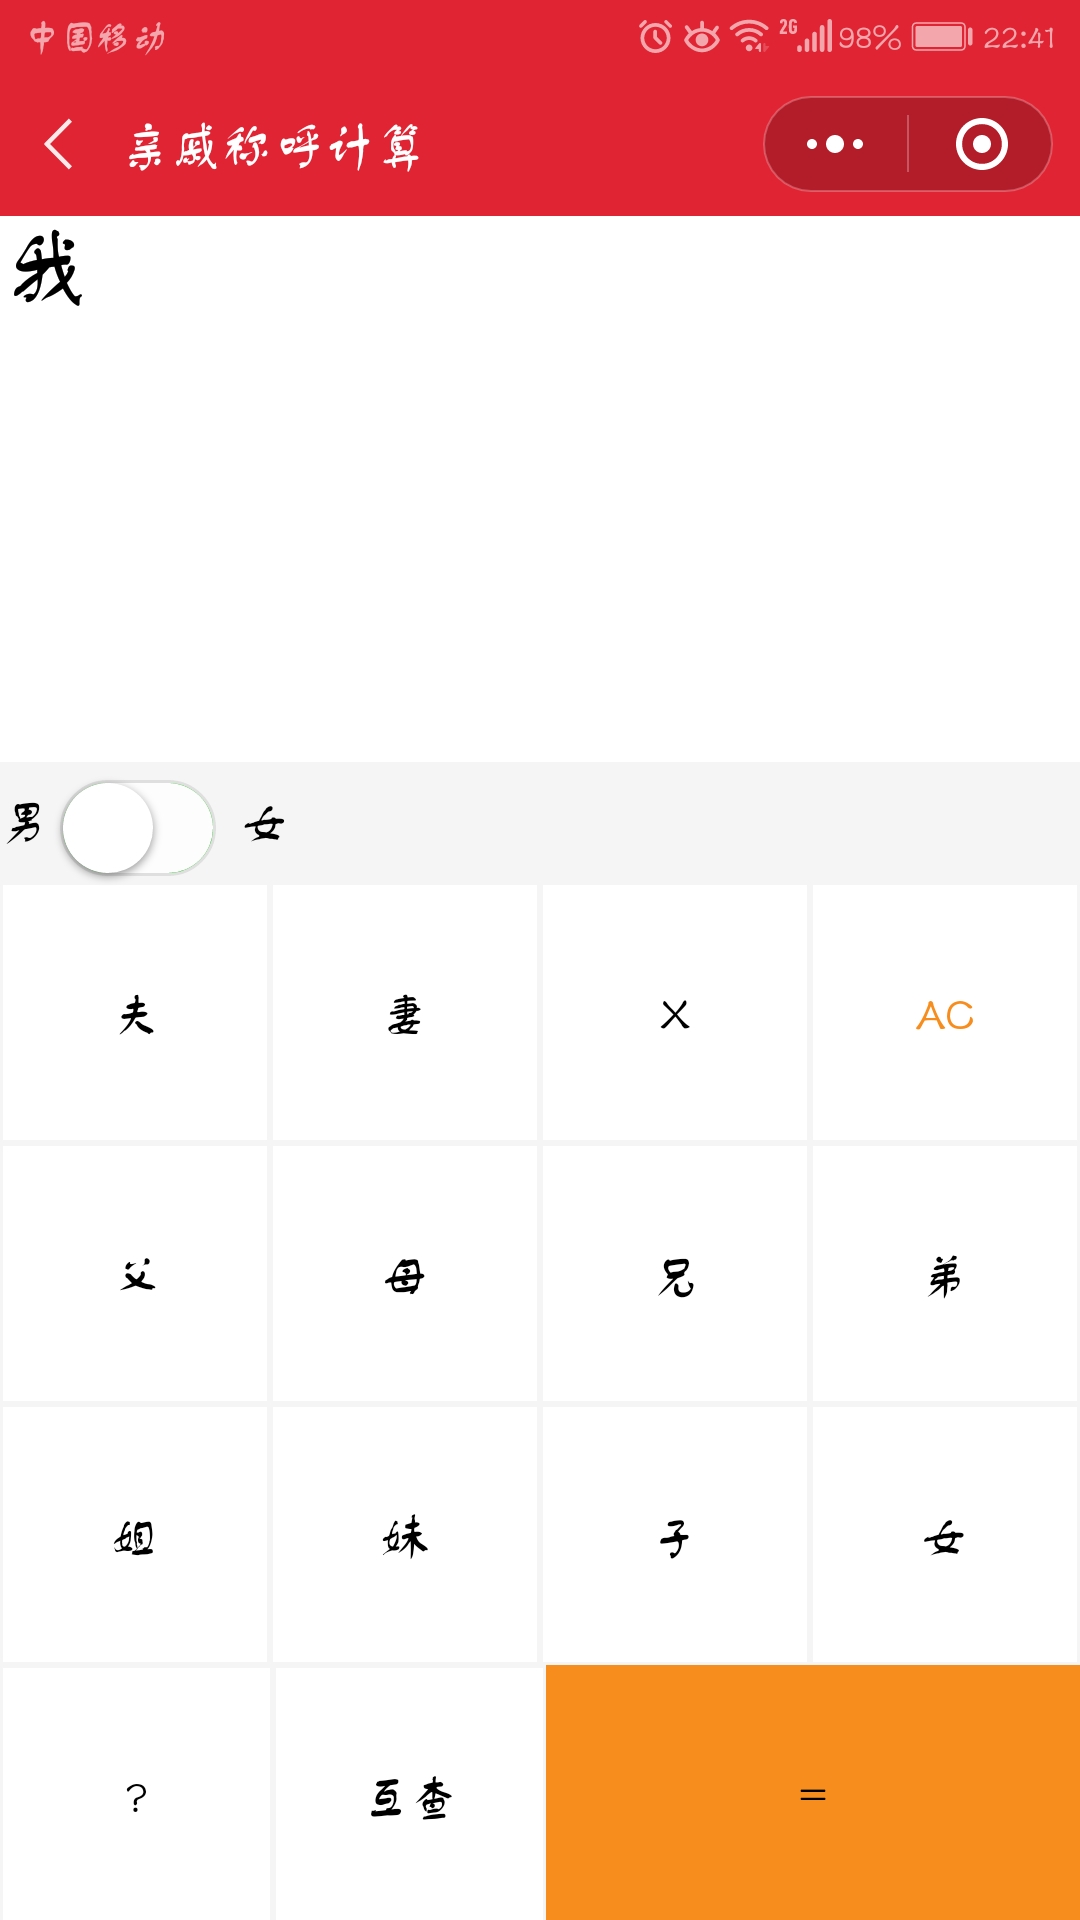 中国移动 2G 98% 22:41
亲戚称呼计算
我
男 女
夫 妻 X AC
父 母 兄 弟
姐 妹 子 女
? 互查 =